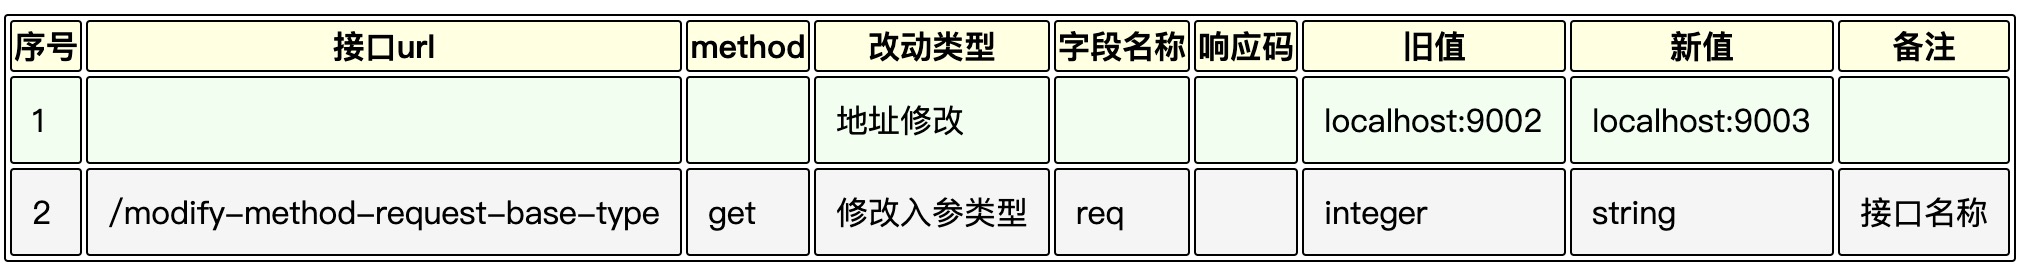 序号 接口url method 改动类型 字段名称 响应码 旧值 新值 备注
1 地址修改 localhost:9002 localhost:9003
2 /modify-method-request-base-type get 修改入参类型 req integer string 接口名称